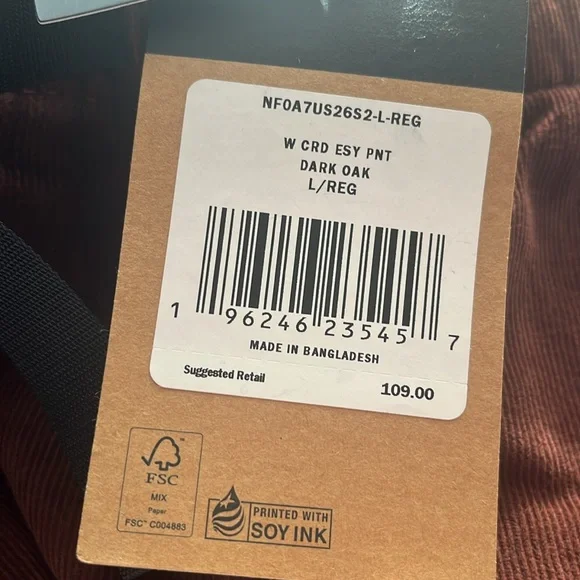 NF0A7US26S2-L-REG
W CRD ESY PNT
DARK OAK
L/REG
1 96246 23545 7
MADE IN BANGLADESH
Suggested Retail 109.00
FSC
MIX
Paper
FSC™ C004883
PRINTED WITH
SOY INK